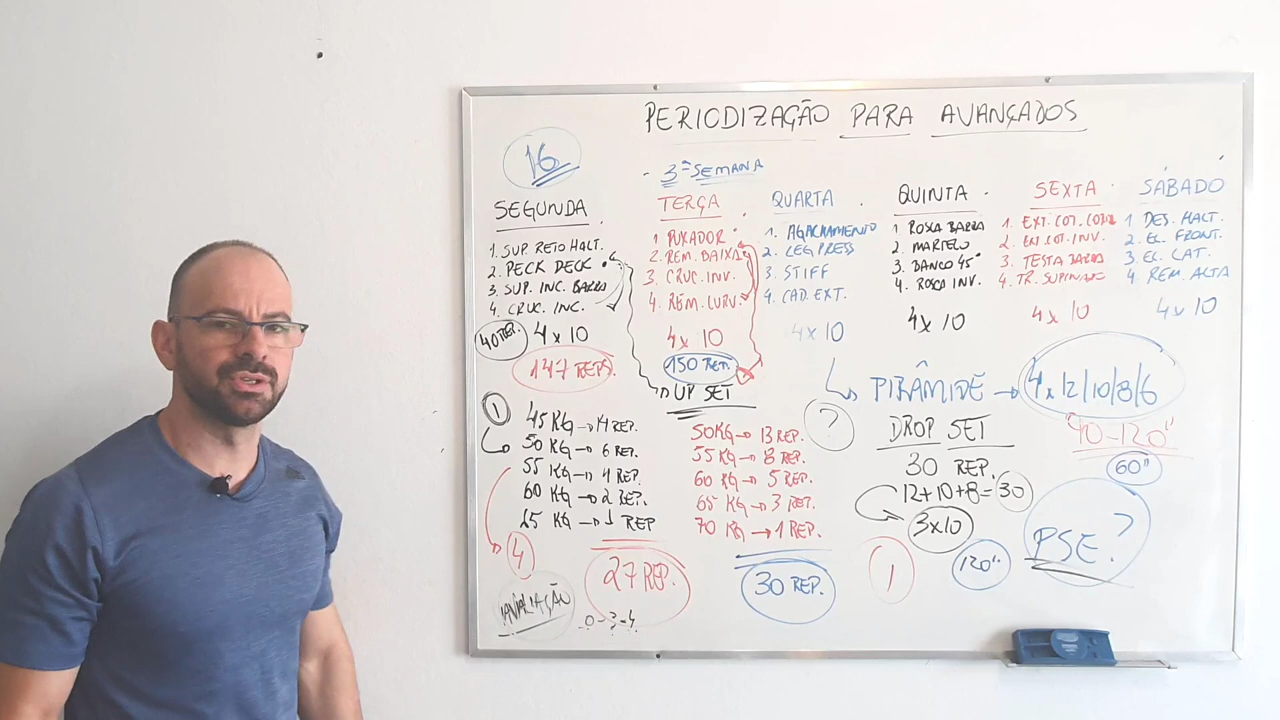 PERIODIZAÇÃO PARA AVANÇADOS
16
- 3ª SEMANA
SEGUNDA
1. SUP. RETO HALT.
2. PECK DECK
3. SUP. INC. BARRA
4. CRUC. INC.
40 REP.
4 x 10
147 REPS
TERÇA
1 PUXADOR
2. REM. BAIXA
3. CRUC. INV.
4. REM. CURV.
4 x 10
150 REP.
QUARTA
1. AGACHAMENTO
2. LEG PRESS
3. STIFF
4. CAD. EXT.
4 x 10
QUINTA
1 ROSCA BARRA
2. MARTELO
3. BANCO 45°
4. ROSCA INV.
4 x 10
SEXTA
1. EXT. COT. CORDA
2. EXT. COT. INV.
3. TESTA BARRA
4. TR. SUPINADO
4 x 10
SÁBADO
1 DES. HALT.
2. EL. FRONT.
3. EL. LAT.
4. REM. ALTA
4 x 10
UP SET
1
45 KG → 14 REP.
50 KG → 6 REP.
55 KG → 4 REP.
60 KG → 2 REP.
65 KG → 1 REP
4
27 REP.
AVALIAÇÃO
0-3-4
50KG → 13 REP.
55 KG → 8 REP.
60 KG → 5 REP.
65 KG → 3 REP.
70 KG → 1 REP.
30 REP.
PIRÂMIDE → 4x12/10/8/6
?
DROP SET
30 REP.
12+10+8=30
3x10
1
120"
"90-120"
60"
PSE?